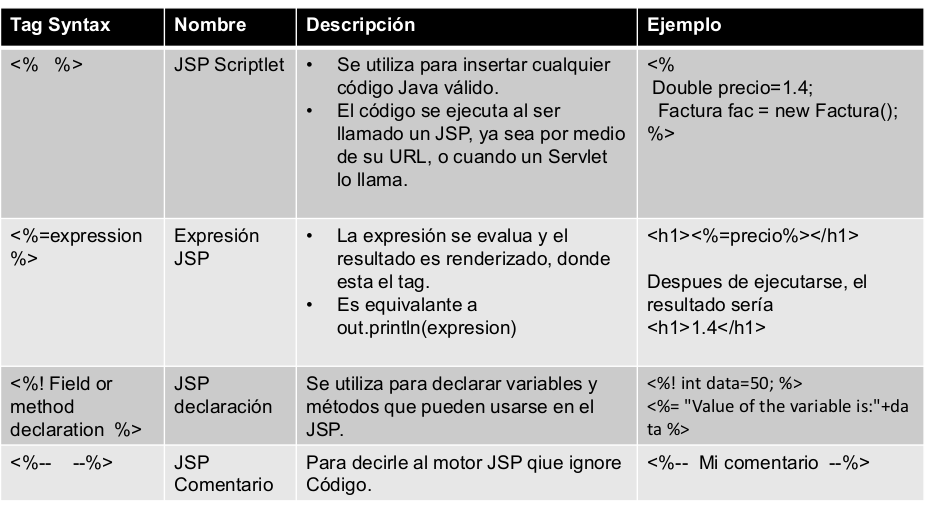 Tag Syntax
Nombre
Descripción
Ejemplo
<%   %>
JSP Scriptlet
• Se utiliza para insertar cualquier
código Java válido.
• El código se ejecuta al ser
llamado un JSP, ya sea por medio
de su URL, o cuando un Servlet
lo llama.
<%
Double precio=1.4;
Factura fac = new Factura();
%>
<%=expression
%>
Expresión
JSP
• La expresión se evalua y el
resultado es renderizado, donde
esta el tag.
• Es equivalante a
out.println(expresion)
<h1><%=precio%></h1>
Despues de ejecutarse, el
resultado sería
<h1>1.4</h1>
<%! Field or
method
declaration  %>
JSP
declaración
Se utiliza para declarar variables y
métodos que pueden usarse en el
JSP.
<%! int data=50; %>
<%= "Value of the variable is:"+da
ta %>
<%--    --%>
JSP
Comentario
Para decirle al motor JSP qiue ignore
Código.
<%--  Mi comentario  --%>